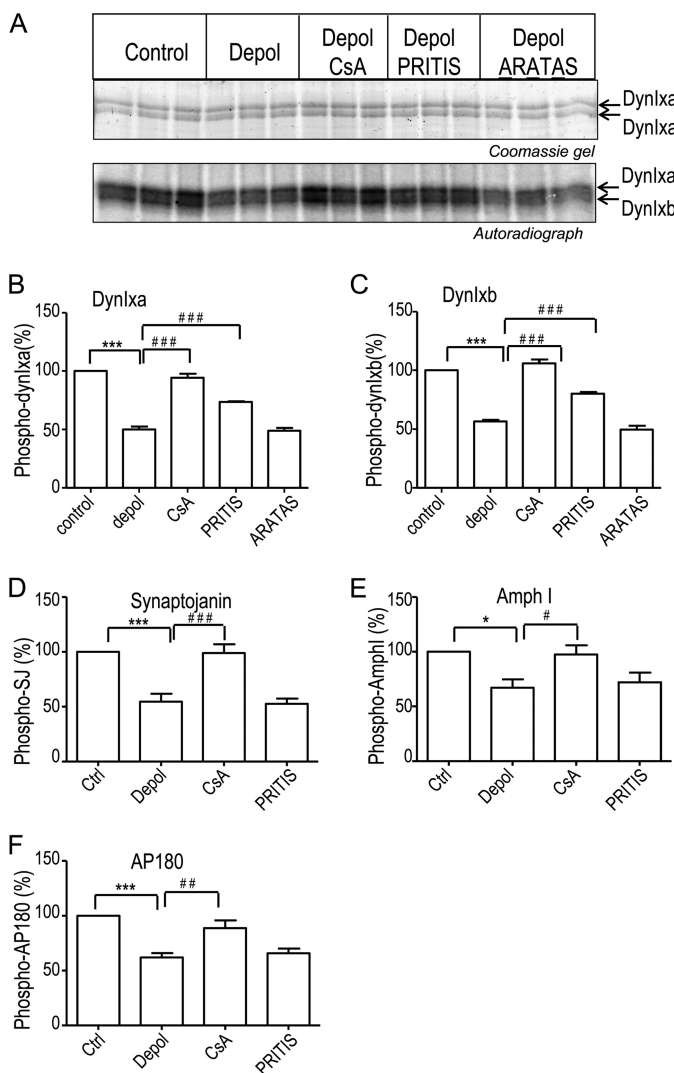 A
Control Depol Depol CsA Depol PRITIS Depol ARATAS
DynIxa
DynIxa
Coomassie gel
DynIxa
DynIxb
Autoradiograph
B
DynIxa
Phospho-dynIxa(%)
150
100
50
0
*** ### ###
control depol CsA PRITIS ARATAS
C
DynIxb
Phospho-dynIxb(%)
150
100
50
0
*** ### ###
control depol CsA PRITIS ARATAS
D
Synaptojanin
Phospho-SJ (%)
150
100
50
0
*** ###
Ctrl Depol CsA PRITIS
E
Amph I
Phospho-AmphI (%)
150
100
50
0
* #
Ctrl Depol CsA PRITIS
F
AP180
Phospho-AP180 (%)
150
100
50
0
*** ##
Ctrl Depol CsA PRITIS